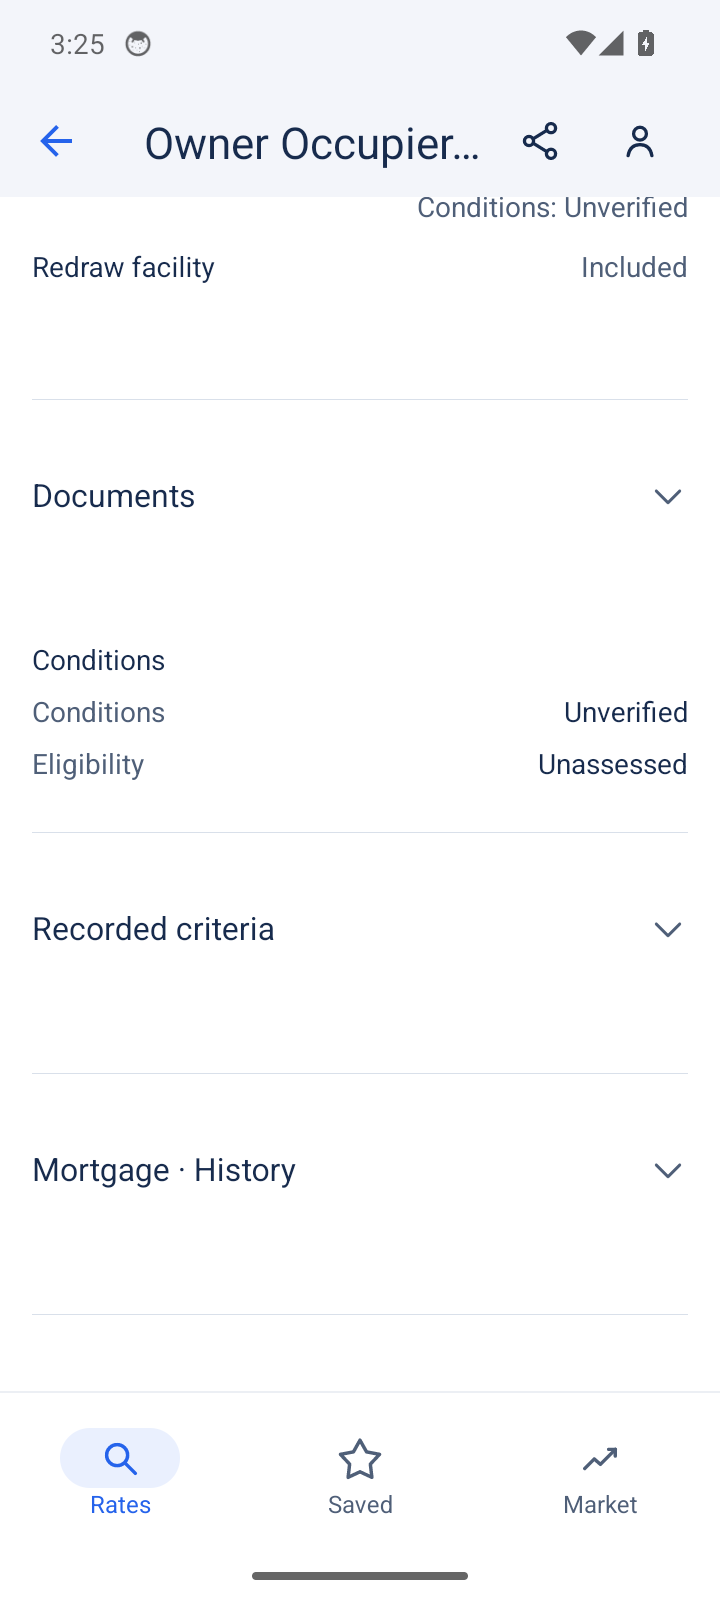 3:25
Owner Occupier...
Conditions: Unverified
Redraw facility Included
Documents
Conditions
Conditions Unverified
Eligibility Unassessed
Recorded criteria
Mortgage · History
Rates Saved Market